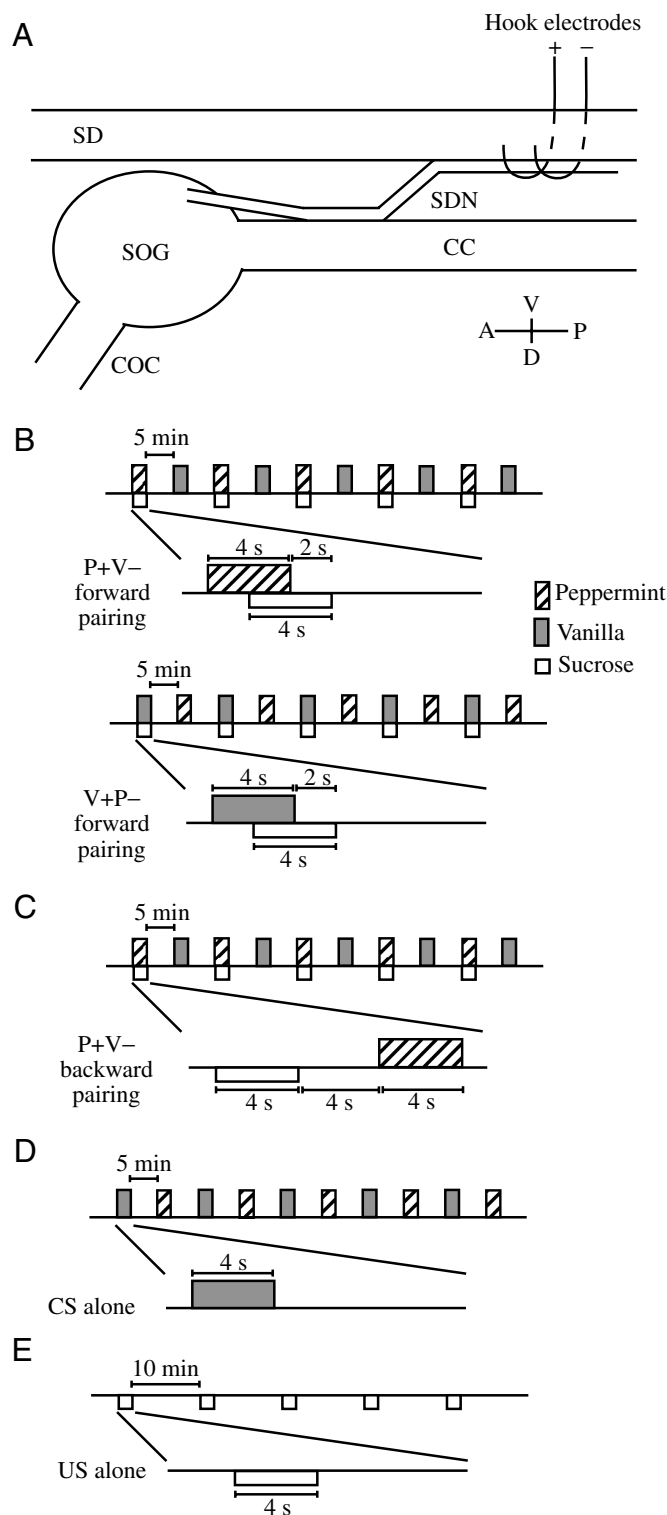 A
Hook electrodes
+ −
SD
SDN
SOG
CC
V
A P
D
COC
B
5 min
4 s 2 s
P+V−
forward
pairing
4 s
Peppermint
Vanilla
Sucrose
5 min
4 s 2 s
V+P−
forward
pairing
4 s
C
5 min
P+V−
backward
pairing
4 s 4 s 4 s
D
5 min
4 s
CS alone
E
10 min
US alone
4 s